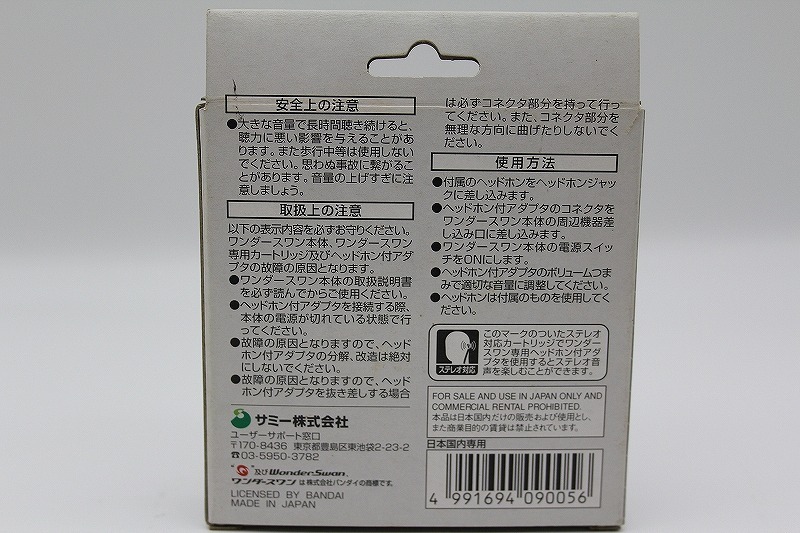 安全上の注意
●大きな音量で長時間聴き続けると、
聴力に悪い影響を与えることがあ
ります。また歩行中等は使用しない
でください。思わぬ事故に繋がるこ
とがあります。音量の上げすぎに注
意しましょう。
取扱上の注意
以下の表示内容を必ずお守りください。
ワンダースワン本体、ワンダースワン
専用カートリッジ及びヘッドホン付アダ
プタの故障の原因となります。
●ワンダースワン本体の取扱説明書
を必ず読んでからご使用ください。
●ヘッドホン付アダプタを接続する際、
本体の電源が切れている状態で行
ってください。
●故障の原因となりますので、ヘッド
ホン付アダプタの分解、改造は絶対
にしないでください。
●故障の原因となりますので、ヘッド
ホン付アダプタを抜き差しする場合
サミー株式会社
ユーザーサポート窓口
〒170-8436 東京都豊島区東池袋2-23-2
☎03-5950-3782
及びWonderSwan、
ワンダースワンは株式会社バンダイの商標です。
LICENSED BY BANDAI
MADE IN JAPAN
は必ずコネクタ部分を持って行っ
てください。また、コネクタ部分を
無理な方向に曲げたりしないでく
ださい。
使用方法
●付属のヘッドホンをヘッドホンジャッ
クに差し込みます。
●ヘッドホン付アダプタのコネクタを
ワンダースワン本体の周辺機器差
し込み口に差し込みます。
●ワンダースワン本体の電源スイッ
チをONにします。
●ヘッドホン付アダプタのボリュームつま
みで適切な音量に調整してください。
●ヘッドホンは付属のものを使用してく
ださい。
ステレオ対応
このマークのついたステレオ
対応カートリッジでワンダー
スワン専用ヘッドホン付アダ
プタを使用するとステレオ音
声を楽しむことができます。
FOR SALE AND USE IN JAPAN ONLY AND
COMMERCIAL RENTAL PROHIBITED.
本品は日本国内だけの販売および使用とし、
また商業目的の賃貸は禁止されています。
日本国内専用
4 991694 090056